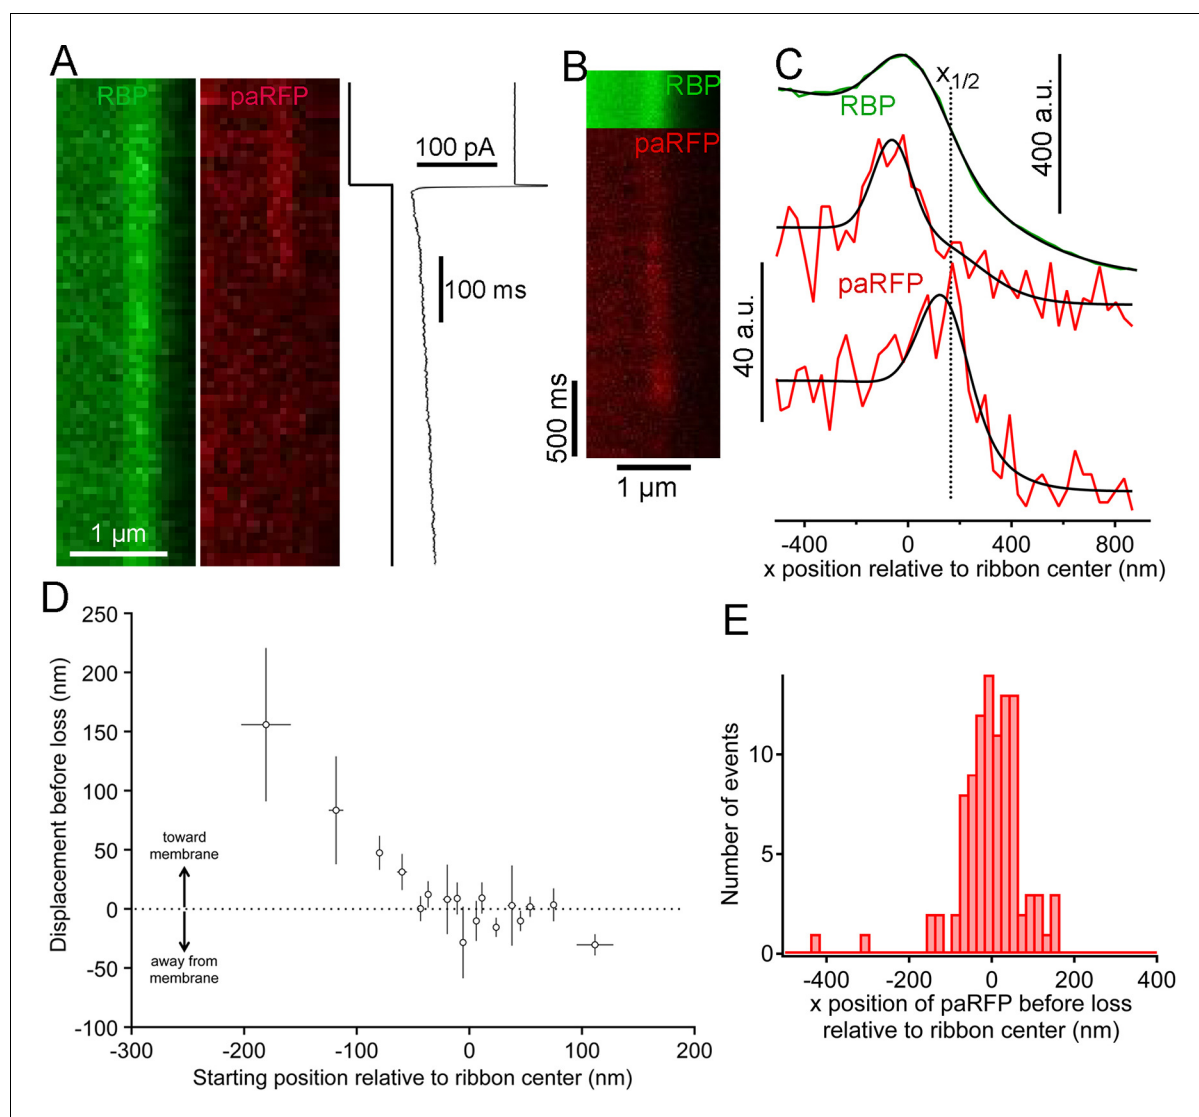 A
RBP
paRFP
1 µm
100 pA
100 ms
B
RBP
paRFP
500 ms
1 µm
C
x1/2
RBP
400 a.u.
paRFP
40 a.u.
-400
0
400
800
x position relative to ribbon center (nm)
D
250
200
150
100
50
0
-50
-100
Displacement before loss (nm)
toward
membrane
away from
membrane
-300
-200
-100
0
100
200
Starting position relative to ribbon center (nm)
E
10
5
0
Number of events
-400
-200
0
200
400
x position of paRFP before loss
relative to ribbon center (nm)